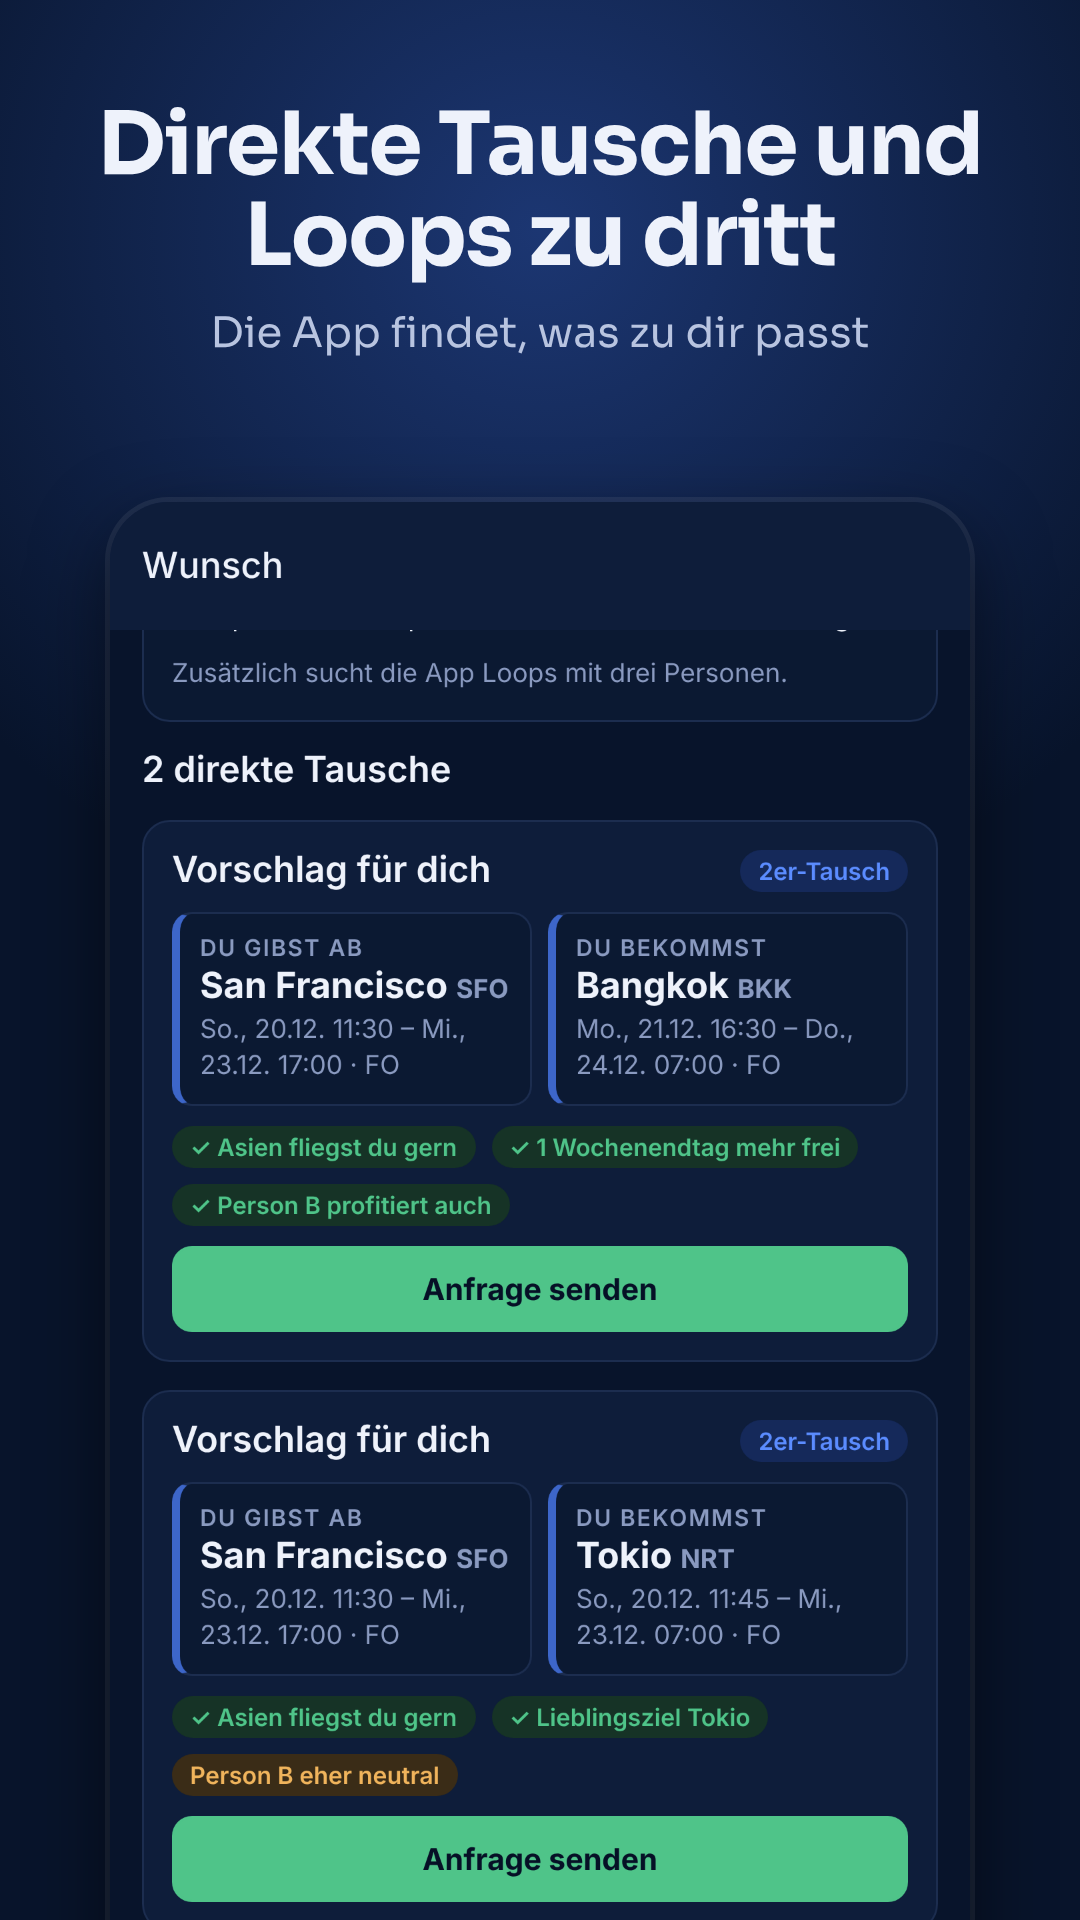 Direkte Tausche und
Loops zu dritt
Die App findet, was zu dir passt
Wunsch
Zusätzlich sucht die App Loops mit drei Personen.
2 direkte Tausche
Vorschlag für dich
2er-Tausch
DU GIBST AB
San Francisco SFO
So., 20.12. 11:30 – Mi.,
23.12. 17:00 · FO
DU BEKOMMST
Bangkok BKK
Mo., 21.12. 16:30 – Do.,
24.12. 07:00 · FO
✓ Asien fliegst du gern
✓ 1 Wochenendtag mehr frei
✓ Person B profitiert auch
Anfrage senden
Vorschlag für dich
2er-Tausch
DU GIBST AB
San Francisco SFO
So., 20.12. 11:30 – Mi.,
23.12. 17:00 · FO
DU BEKOMMST
Tokio NRT
So., 20.12. 11:45 – Mi.,
23.12. 07:00 · FO
✓ Asien fliegst du gern
✓ Lieblingsziel Tokio
Person B eher neutral
Anfrage senden